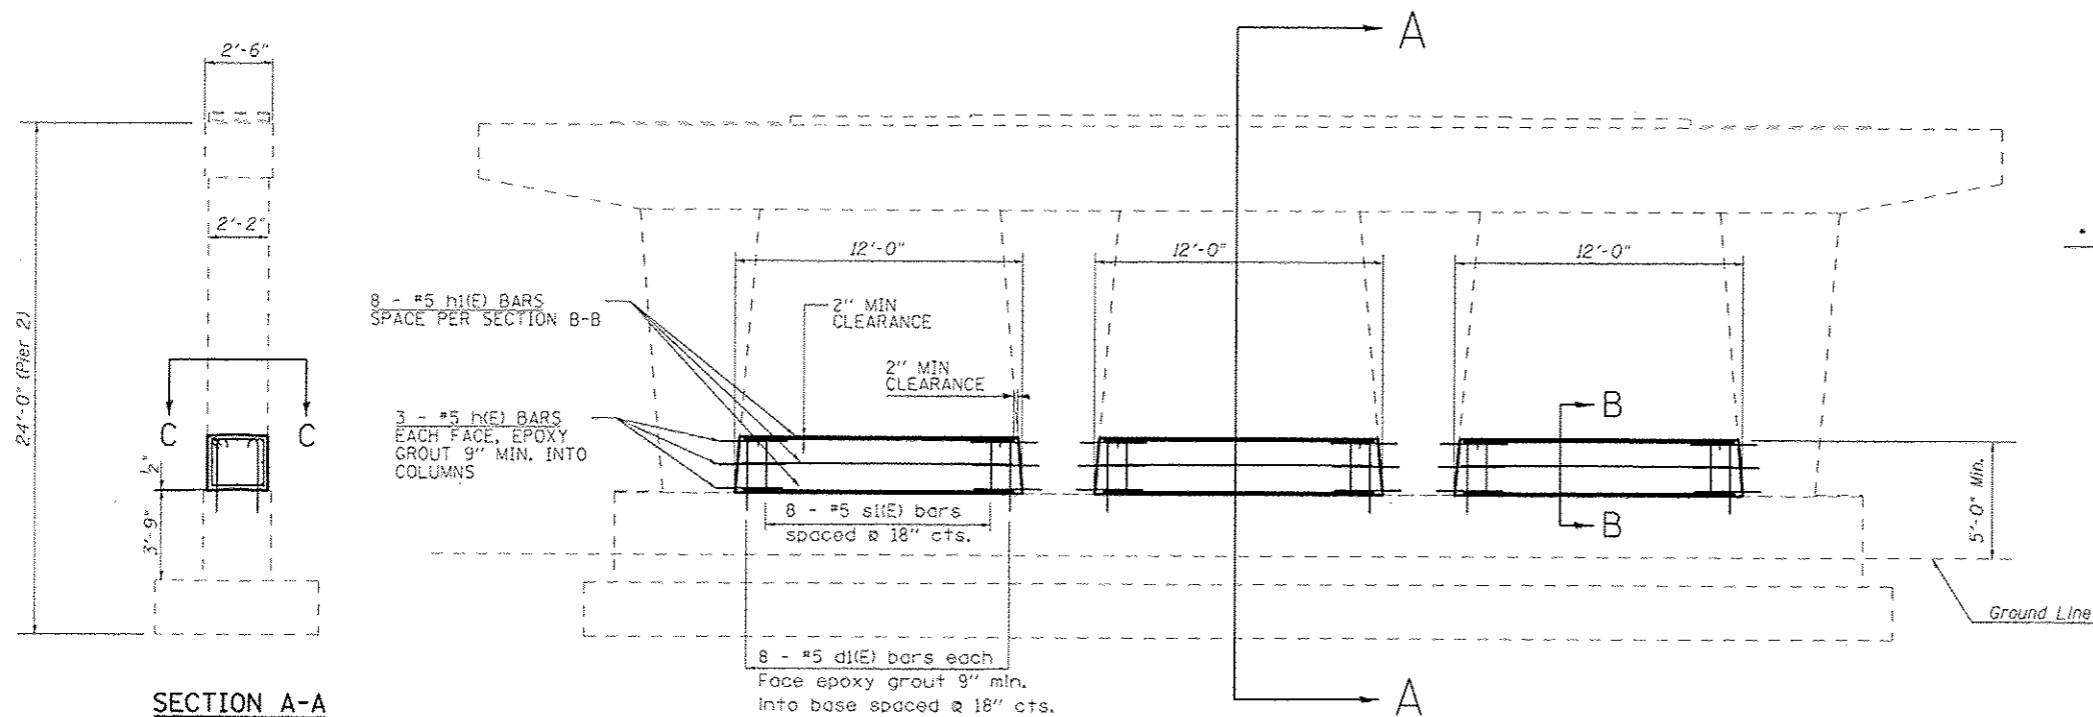 2'-6"
A
2'-2"
12'-0"
12'-0"
12'-0"
8 - #5 h1(E) BARS
SPACE PER SECTION B-B
2" MIN
CLEARANCE
24'-0" (Pier 2)
2" MIN
CLEARANCE
C
C
3 - #5 h(E) BARS
EACH FACE, EPOXY
GROUT 9" MIN. INTO
COLUMNS
B
B
1/2"
3'-9"
8 - #5 s1(E) bars
spaced @ 18" cts.
5'-0" Min.
Ground Line
8 - #5 d1(E) bars each
Face epoxy grout 9" min.
into base spaced @ 18" cts.
A
SECTION A-A